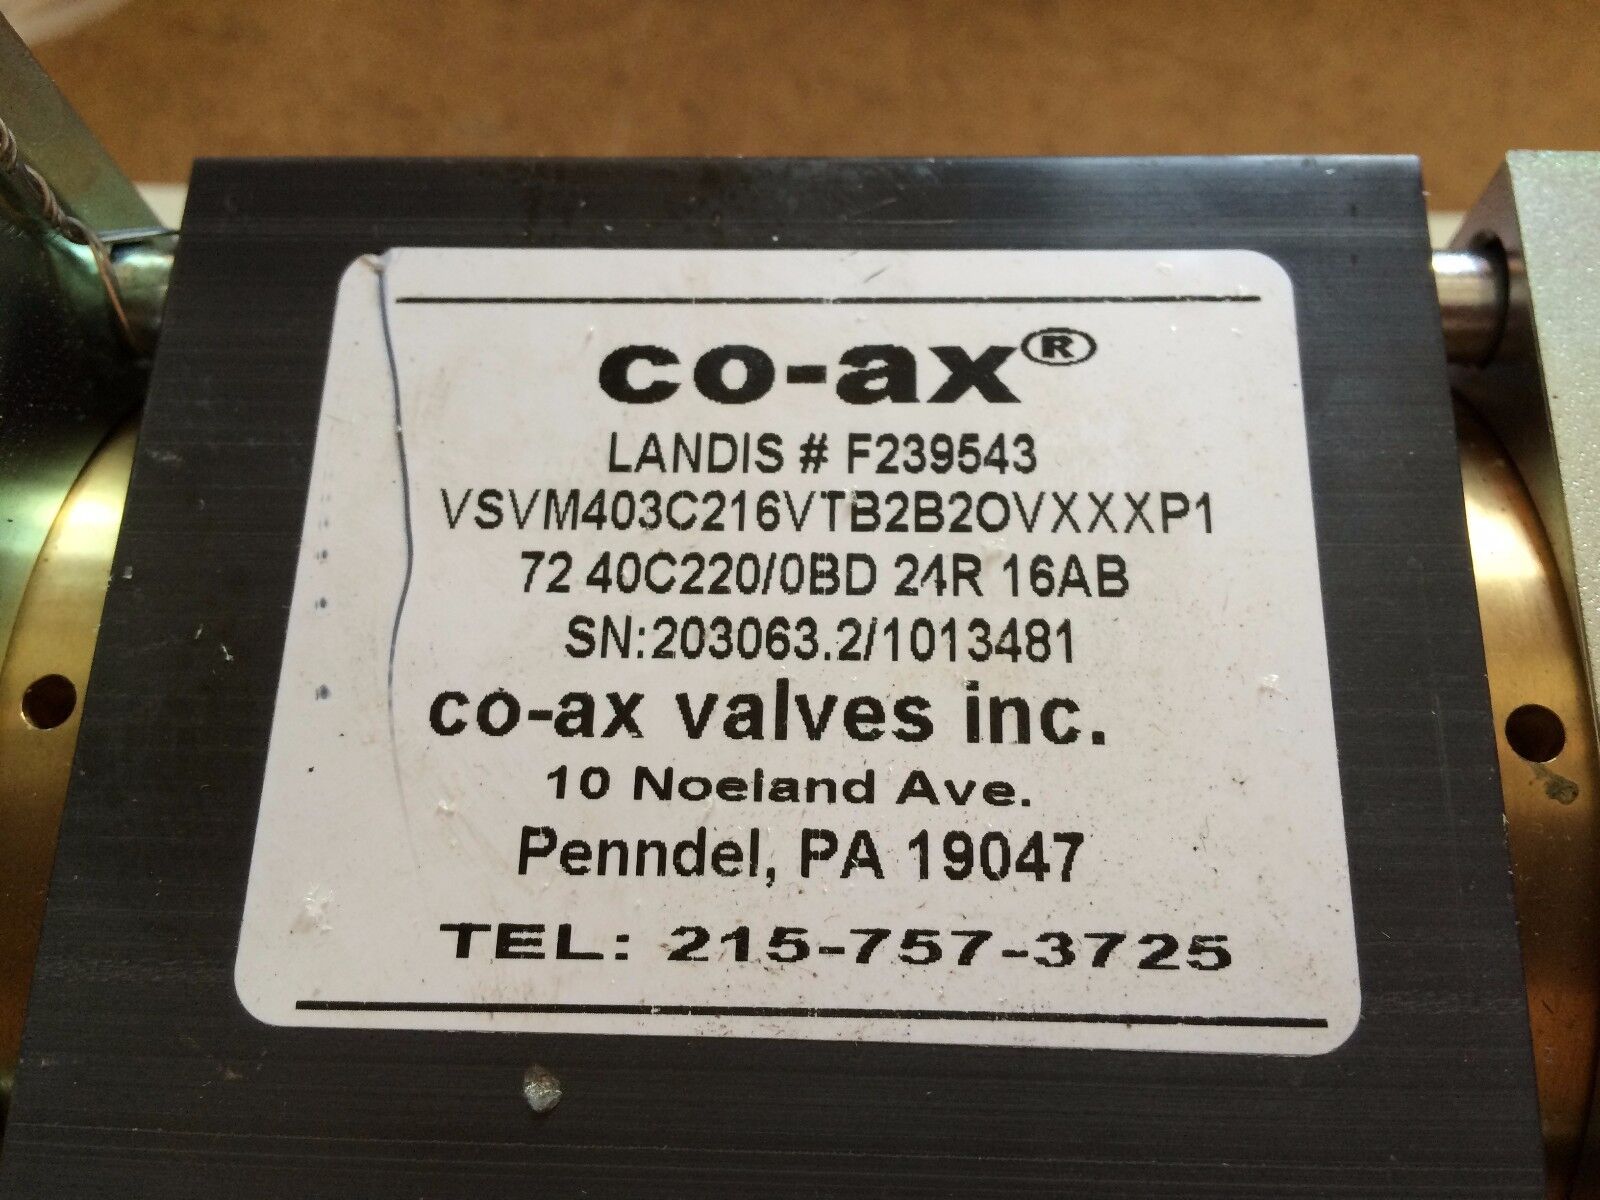 co-ax®
LANDIS # F239543
VSVM403C216VTB2B2OVXXXP1
72 40C220/0BD 24R 16AB
SN:203063.2/1013481
co-ax valves inc.
10 Noeland Ave.
Penndel, PA 19047
TEL: 215-757-3725